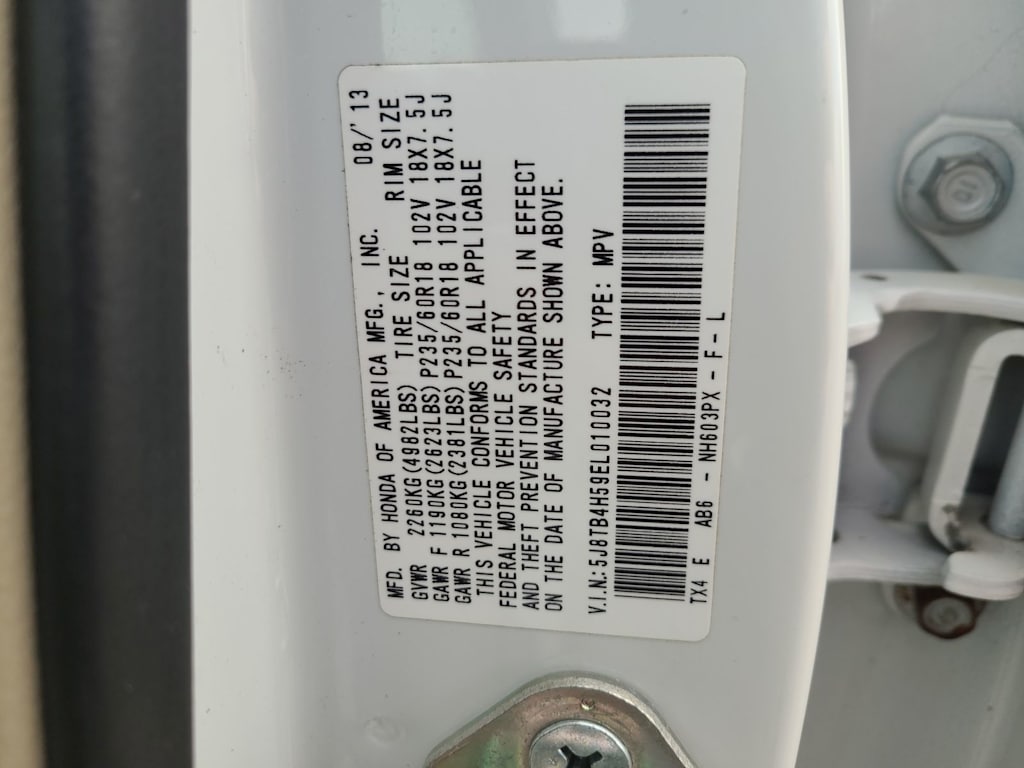 MFD. BY HONDA OF AMERICA MFG., INC. 08/'13
GVWR 2260KG(4982LBS) TIRE SIZE RIM SIZE
GAWR F 1190KG(2623LBS) P235/60R18 102V 18X7.5J
GAWR R 1080KG(2381LBS) P235/60R18 102V 18X7.5J
THIS VEHICLE CONFORMS TO ALL APPLICABLE
FEDERAL MOTOR VEHICLE SAFETY
AND THEFT PREVENTION STANDARDS IN EFFECT
ON THE DATE OF MANUFACTURE SHOWN ABOVE.
V.I.N.:5J8TB4H59EL010032 TYPE: MPV
TX4 E AB6 - NH603PX - F - L